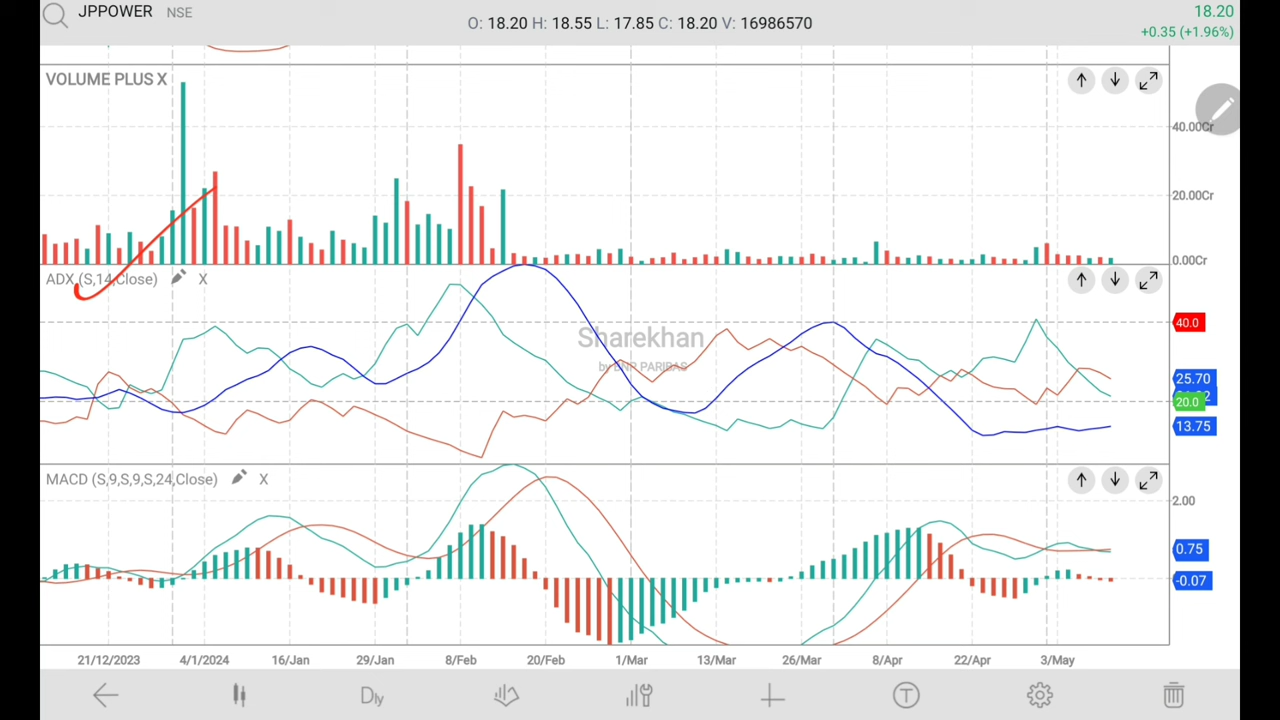 JPPOWER NSE
O: 18.20 H: 18.55 L: 17.85 C: 18.20 V: 16986570
18.20
+0.35 (+1.96%)
VOLUME PLUS X
40.00Cr
20.00Cr
0.00Cr
ADX (S,14,Close) X
Sharekhan
by BNP PARIBAS
40.0
25.70
20.0
13.75
MACD (S,9,S,9,S,24,Close) X
2.00
0.75
-0.07
21/12/2023 4/1/2024 16/Jan 29/Jan 8/Feb 20/Feb 1/Mar 13/Mar 26/Mar 8/Apr 22/Apr 3/May
Dly
T